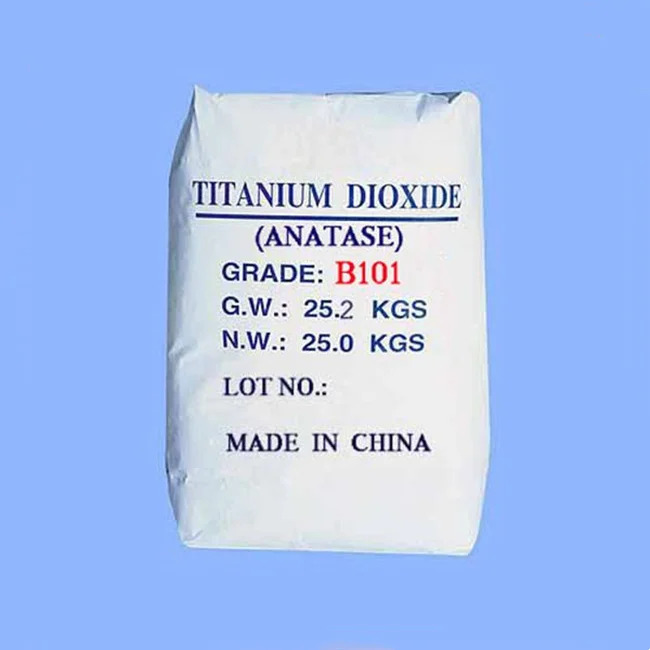 TITANIUM DIOXIDE
(ANATASE)
GRADE: B101
G.W.: 25.2 KGS
N.W.: 25.0 KGS
LOT NO.:
MADE IN CHINA